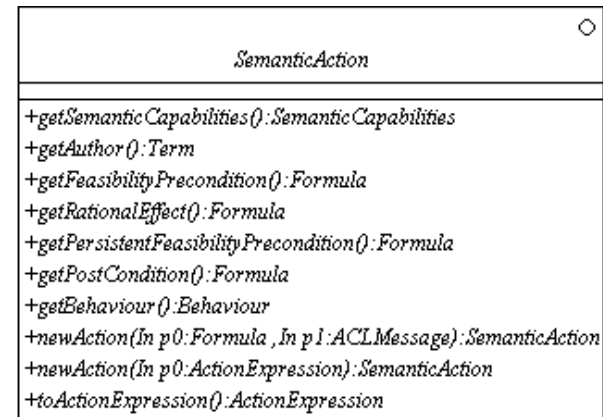 SemanticAction
+getSemanticCapabilities():SemanticCapabilities
+getAuthor():Term
+getFeasibilityPrecondition():Formula
+getRationalEffect():Formula
+getPersistentFeasibilityPrecondition():Formula
+getPostCondition():Formula
+getBehaviour():Behaviour
+newAction(In p0:Formula ,In p1:ACLMessage):SemanticAction
+newAction(In p0:ActionExpression):SemanticAction
+toActionExpression():ActionExpression